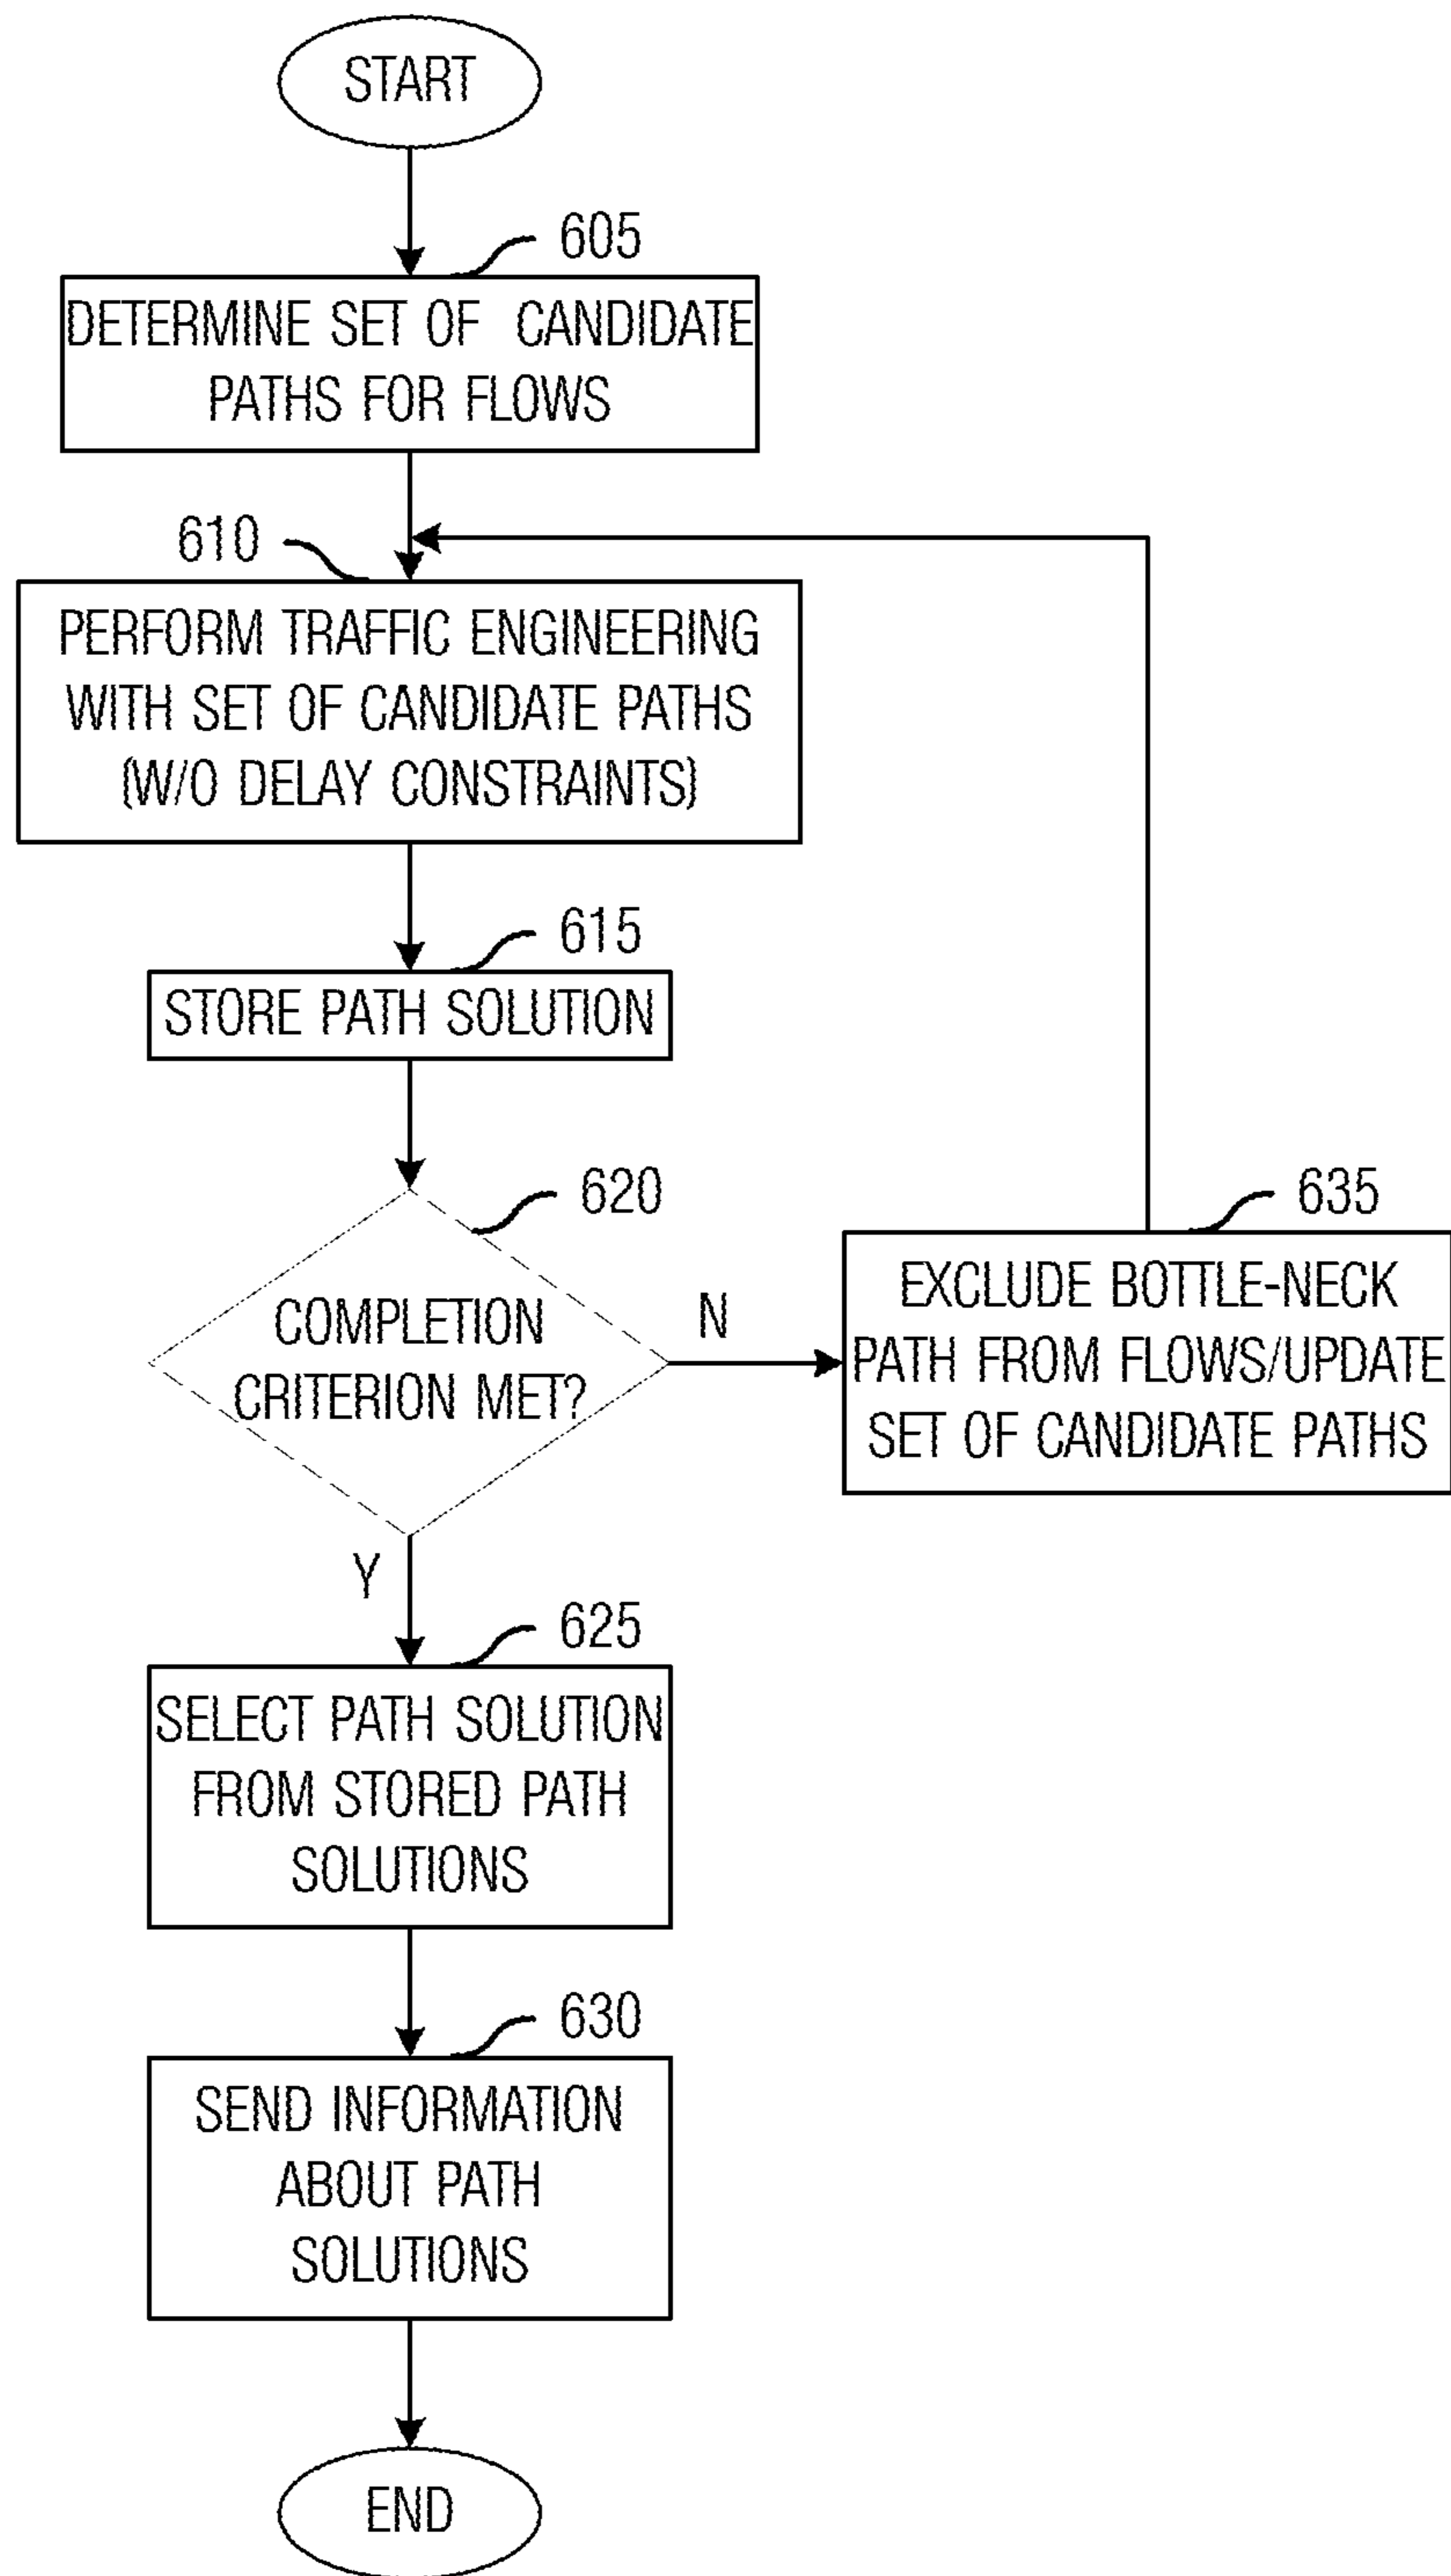 START
605
DETERMINE SET OF CANDIDATE
PATHS FOR FLOWS
610
PERFORM TRAFFIC ENGINEERING
WITH SET OF CANDIDATE PATHS
(W/O DELAY CONSTRAINTS)
615
STORE PATH SOLUTION
620
COMPLETION
CRITERION MET?
N
635
EXCLUDE BOTTLE-NECK
PATH FROM FLOWS/UPDATE
SET OF CANDIDATE PATHS
Y
625
SELECT PATH SOLUTION
FROM STORED PATH
SOLUTIONS
630
SEND INFORMATION
ABOUT PATH
SOLUTIONS
END